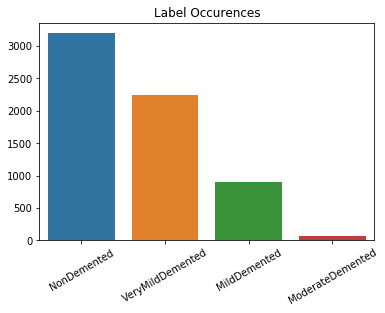 Label Occurences
3000
2500
2000
1500
1000
500
0
NonDemented
VeryMildDemented
MildDemented
ModerateDemented